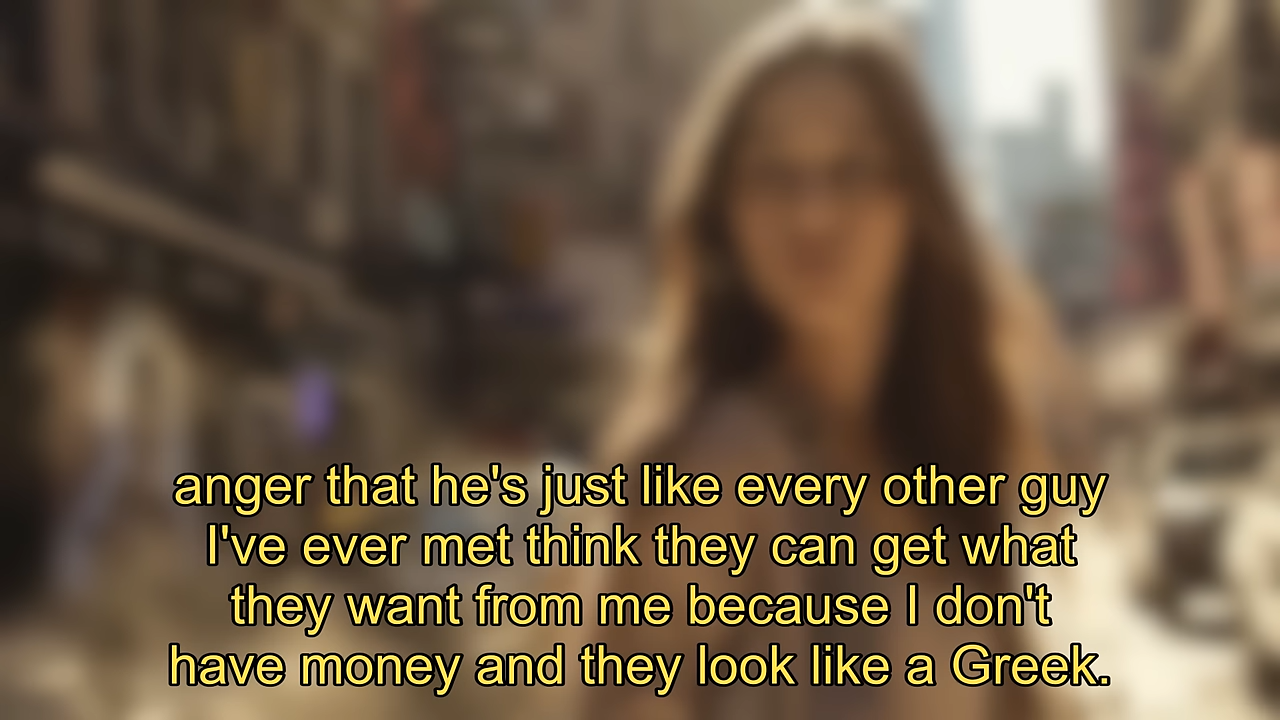 anger that he's just like every other guy
I've ever met think they can get what
they want from me because I don't
have money and they look like a Greek.